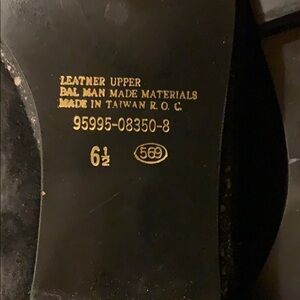 LEATHER UPPER
BAL MAN MADE MATERIALS
MADE IN TAIWAN R. O. C.
95995-08350-8
6½ 569